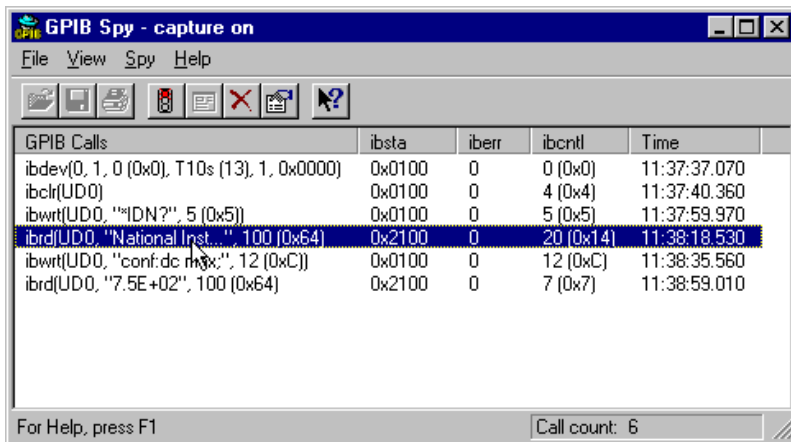 GPIB Spy - capture on
File View Spy Help
GPIB Calls ibsta iberr ibcntl Time
ibdev(0, 1, 0 (0x0), T10s (13), 1, 0x0000) 0x0100 0 0 (0x0) 11:37:37.070
ibclr(UD0) 0x0100 0 4 (0x4) 11:37:40.360
ibwrt(UD0, "*IDN?", 5 (0x5)) 0x0100 0 5 (0x5) 11:37:59.970
ibrd(UD0, "National Inst...", 100 (0x64) 0x2100 0 20 (0x14) 11:38:18.530
ibwrt(UD0, "conf:dc max;", 12 (0xC)) 0x0100 0 12 (0xC) 11:38:35.560
ibrd(UD0, "7.5E+02", 100 (0x64) 0x2100 0 7 (0x7) 11:38:59.010
For Help, press F1 Call count: 6